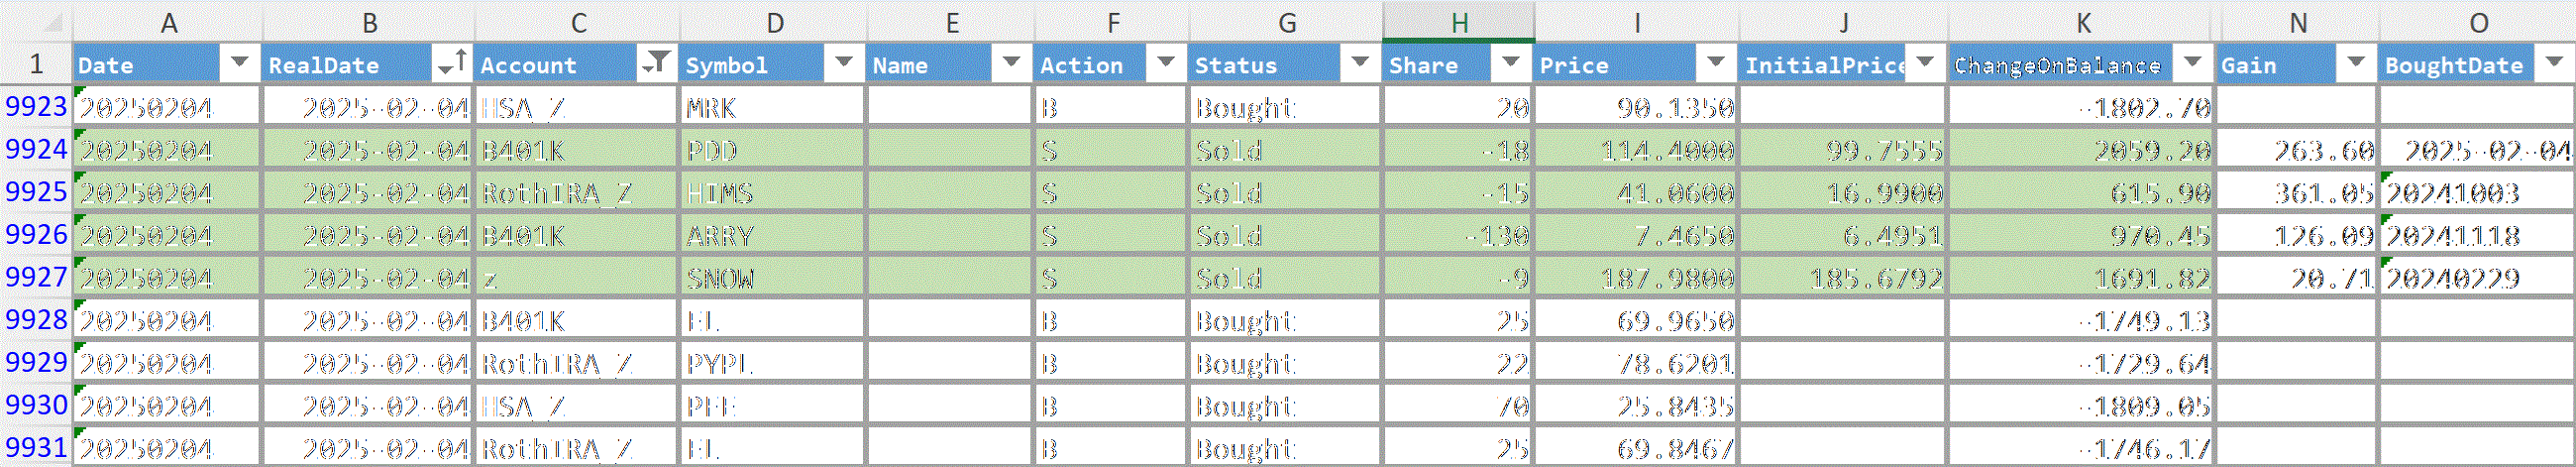 A B C D E F G H I J K N O
1 Date RealDate Account Symbol Name Action Status Share Price InitialPrice ChangeOnBalance Gain BoughtDate
9923 20250204 2025-02-04 HSA_Z MRK B Bought 20 90.1350 -1802.70
9924 20250204 2025-02-04 B401K PDD S Sold -18 114.4000 99.7555 2059.20 263.60 2025-02-04
9925 20250204 2025-02-04 RothIRA_Z HIMS S Sold -15 41.0600 16.9900 615.90 361.05 20241003
9926 20250204 2025-02-04 B401K ARRY S Sold -130 7.4650 6.4951 970.45 126.09 20241118
9927 20250204 2025-02-04 z SNOW S Sold -9 187.9800 185.6792 1691.82 20.71 20240229
9928 20250204 2025-02-04 B401K EL B Bought 25 69.9650 -1749.13
9929 20250204 2025-02-04 RothIRA_Z PYPL B Bought 22 78.6201 -1729.64
9930 20250204 2025-02-04 HSA_Z PFE B Bought 70 25.8435 -1809.05
9931 20250204 2025-02-04 RothIRA_Z EL B Bought 25 69.8467 -1746.17